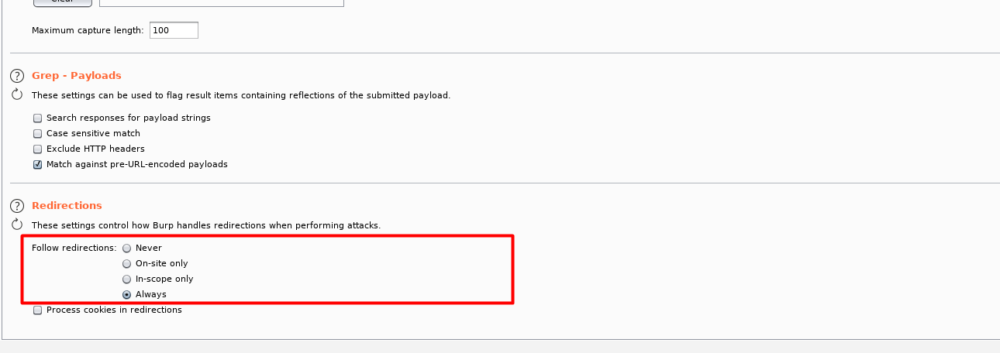 Clear
Maximum capture length: 100
? Grep - Payloads
These settings can be used to flag result items containing reflections of the submitted payload.
Search responses for payload strings
Case sensitive match
Exclude HTTP headers
Match against pre-URL-encoded payloads
? Redirections
These settings control how Burp handles redirections when performing attacks.
Follow redirections: Never
On-site only
In-scope only
Always
Process cookies in redirections